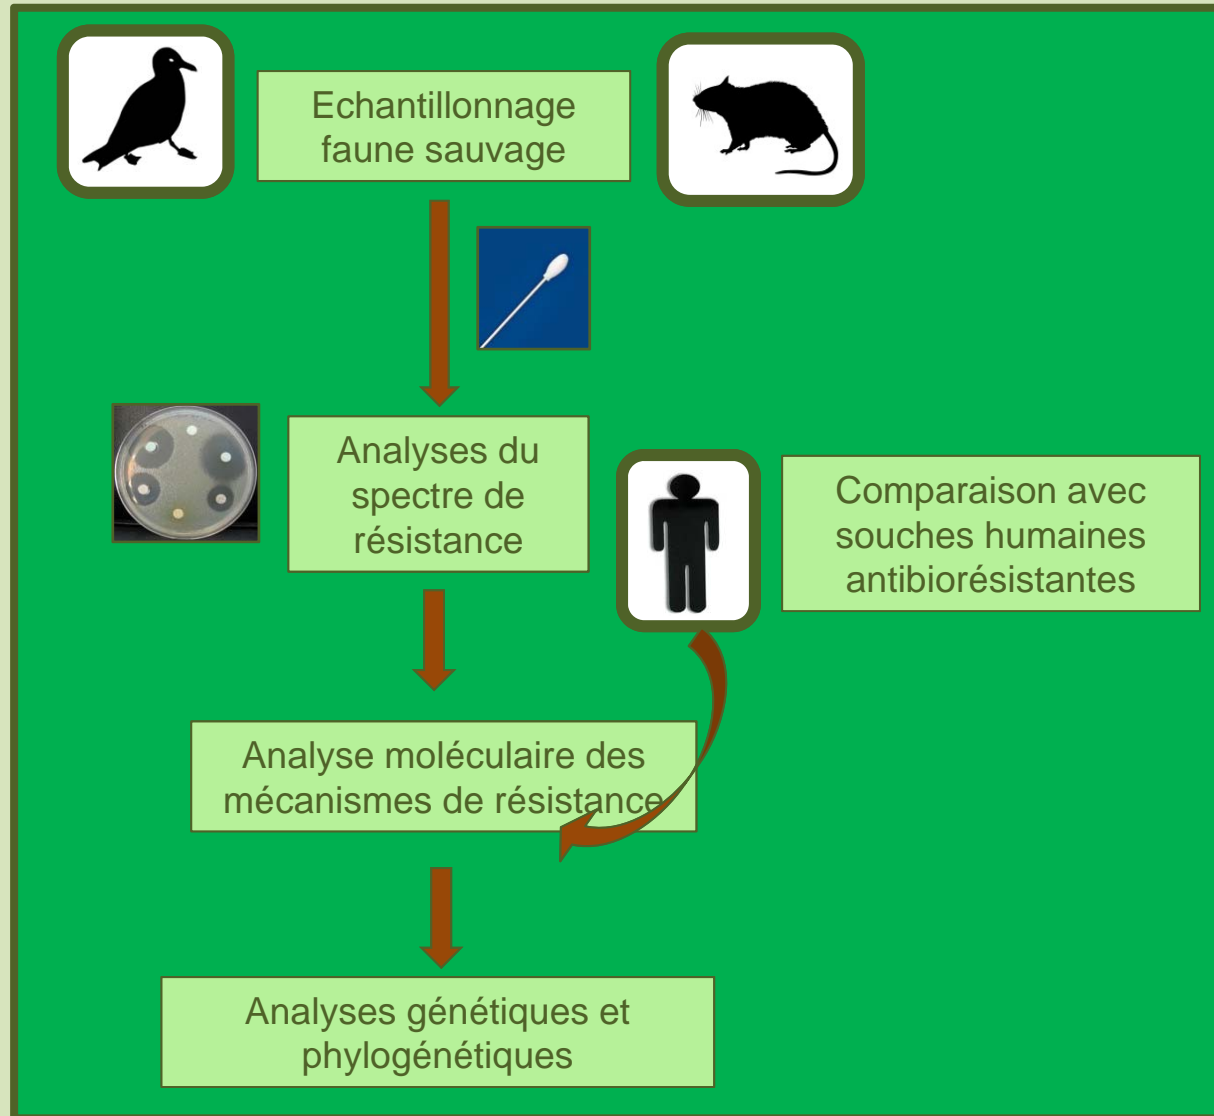 Echantillonnage
faune sauvage
Analyses du
spectre de
résistance
Comparaison avec
souches humaines
antibiorésistantes
Analyse moléculaire des
mécanismes de résistance
Analyses génétiques et
phylogénétiques